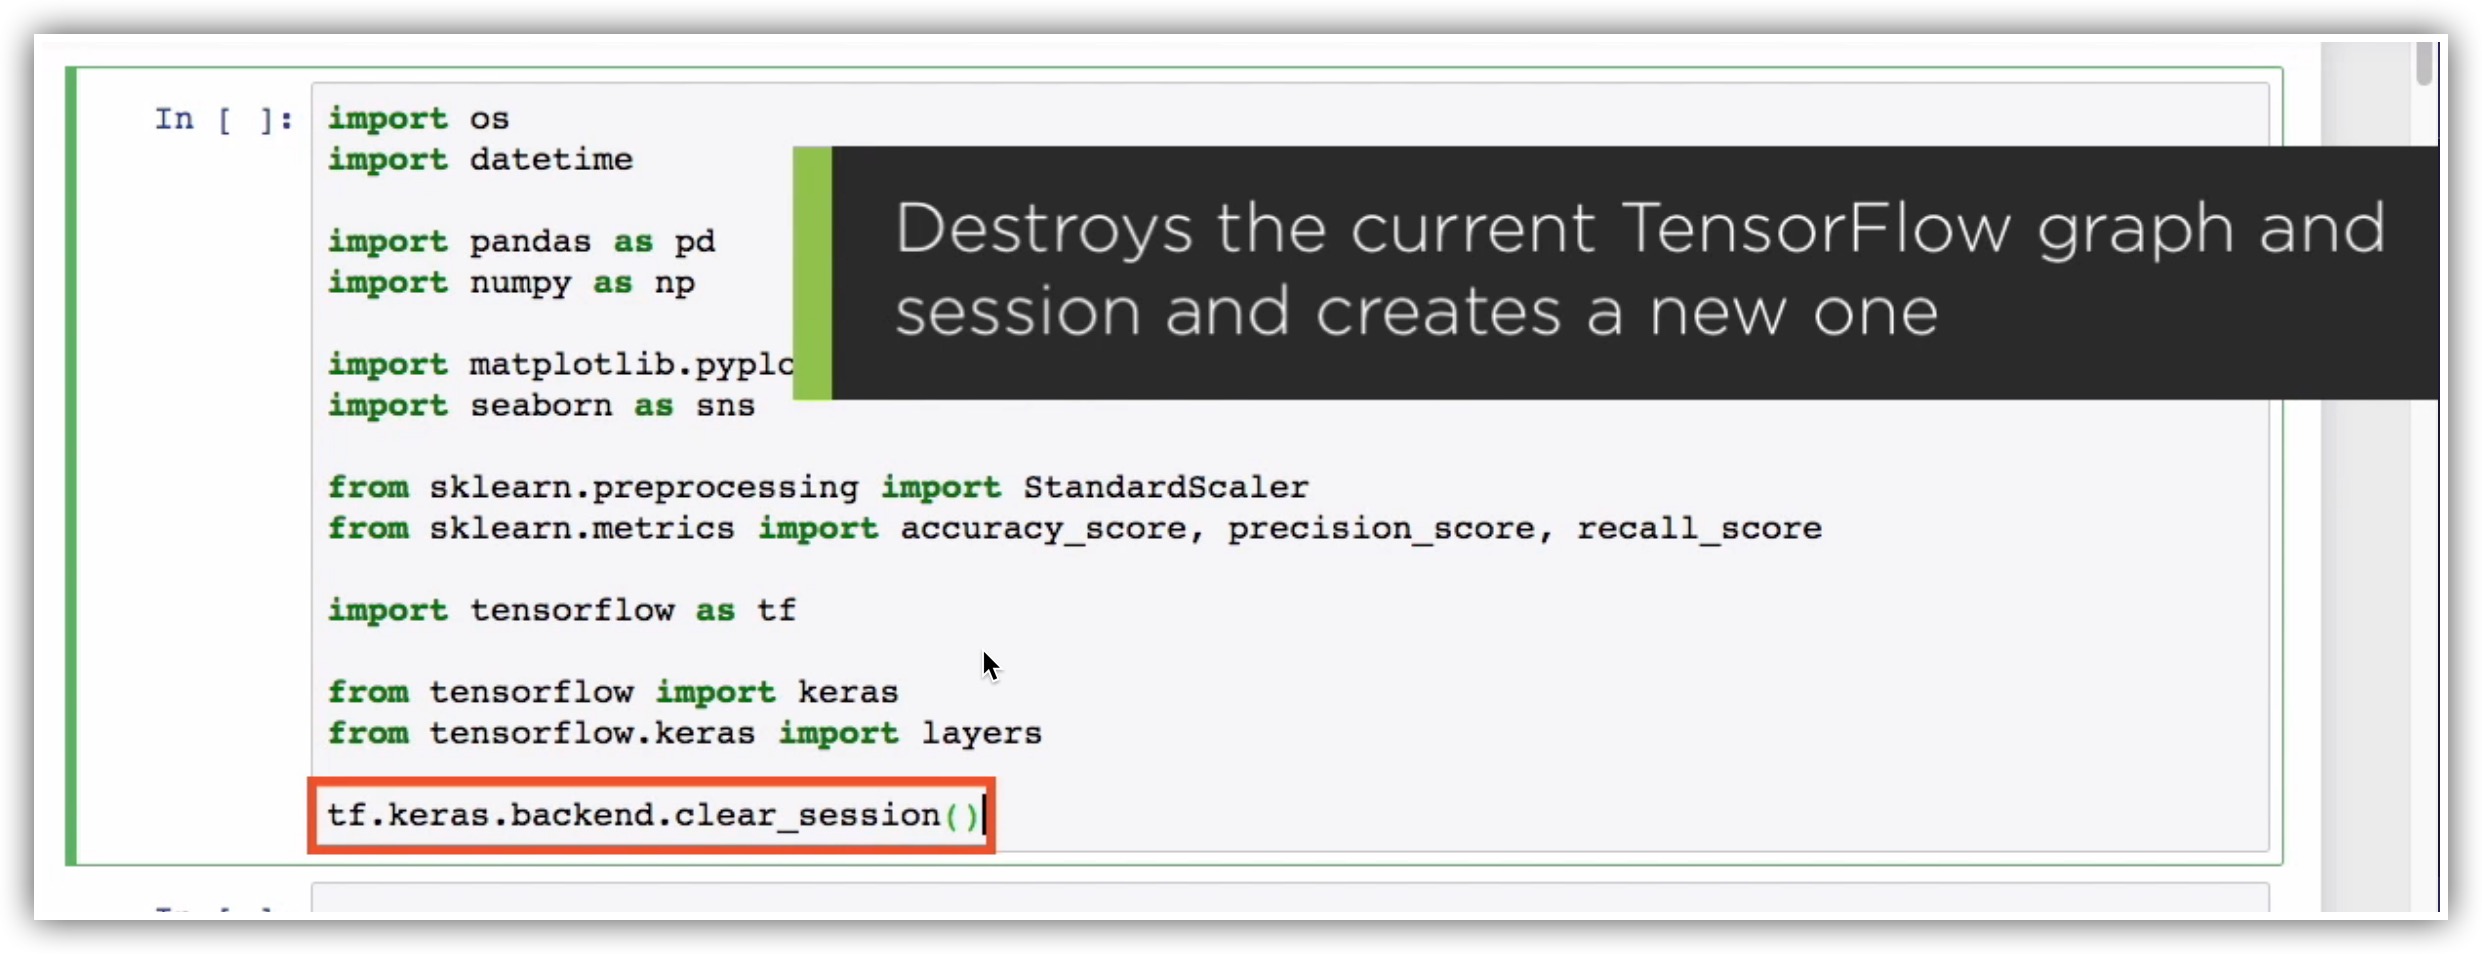 In [ ]:
import os
import datetime
Destroys the current TensorFlow graph and
session and creates a new one
import pandas as pd
import numpy as np
import matplotlib.pyplo
import seaborn as sns
from sklearn.preprocessing import StandardScaler
from sklearn.metrics import accuracy_score, precision_score, recall_score
import tensorflow as tf
from tensorflow import keras
from tensorflow.keras import layers
tf.keras.backend.clear_session()